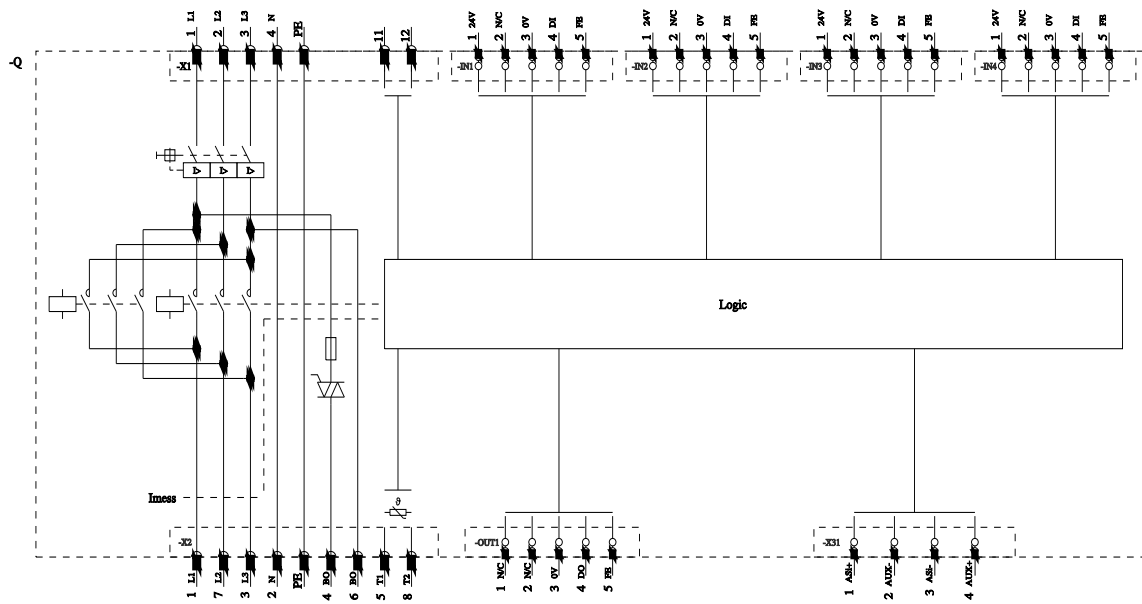 1 L1
2 L2
3 L3
4 N
PE
11
12
1 24V
2 N/C
3 0V
4 DI
5 FE
1 24V
2 N/C
3 0V
4 DI
5 FE
1 24V
2 N/C
3 0V
4 DI
5 FE
1 24V
2 N/C
3 0V
4 DI
5 FE
-Q
-X1
-IN1
-IN2
-IN3
-IN4
Logic
Imess
ϑ
-X2
-OUT1
-X31
1 L1
7 L2
3 L3
2 N
PE
4 BO
6 BO
5 T1
8 T2
1 N/C
2 N/C
3 0V
4 DO
5 FE
1 ASi+
2 AUX-
3 ASi-
4 AUX+